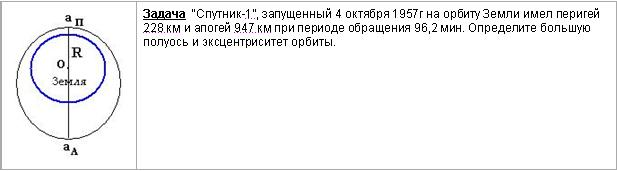 Задача "Спутник-1", запущенный 4 октября 1957г на орбиту Земли имел перигей
228 км и апогей 947 км при периоде обращения 96,2 мин. Определите большую
полуось и эксцентриситет орбиты.
aП
R
О
Земля
aА